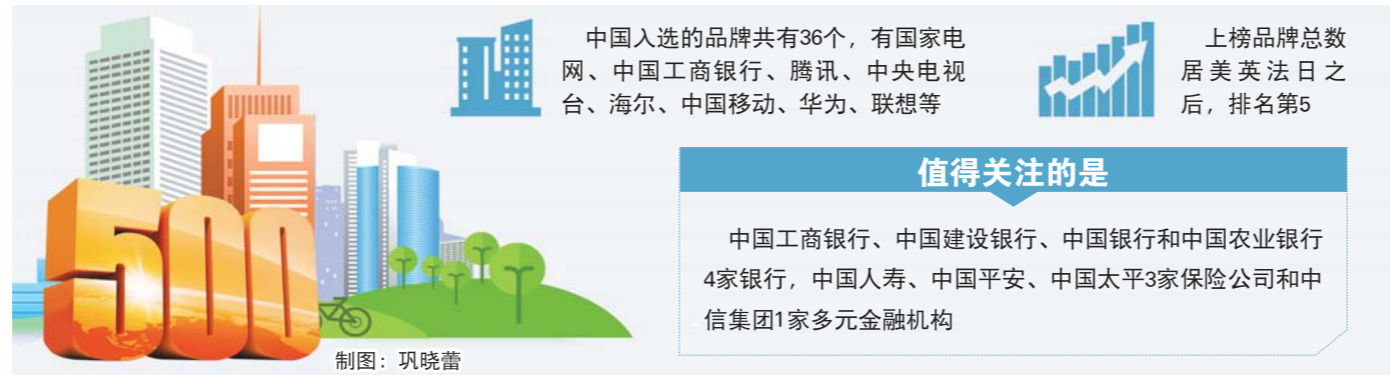 中国入选的品牌共有36个，有国家电
网、中国工商银行、腾讯、中央电视
台、海尔、中国移动、华为、联想等
上榜品牌总数
居美英法日之
后，排名第5
值得关注的是
中国工商银行、中国建设银行、中国银行和中国农业银行
4家银行，中国人寿、中国平安、中国太平3家保险公司和中
信集团1家多元金融机构
500
制图：巩晓蕾